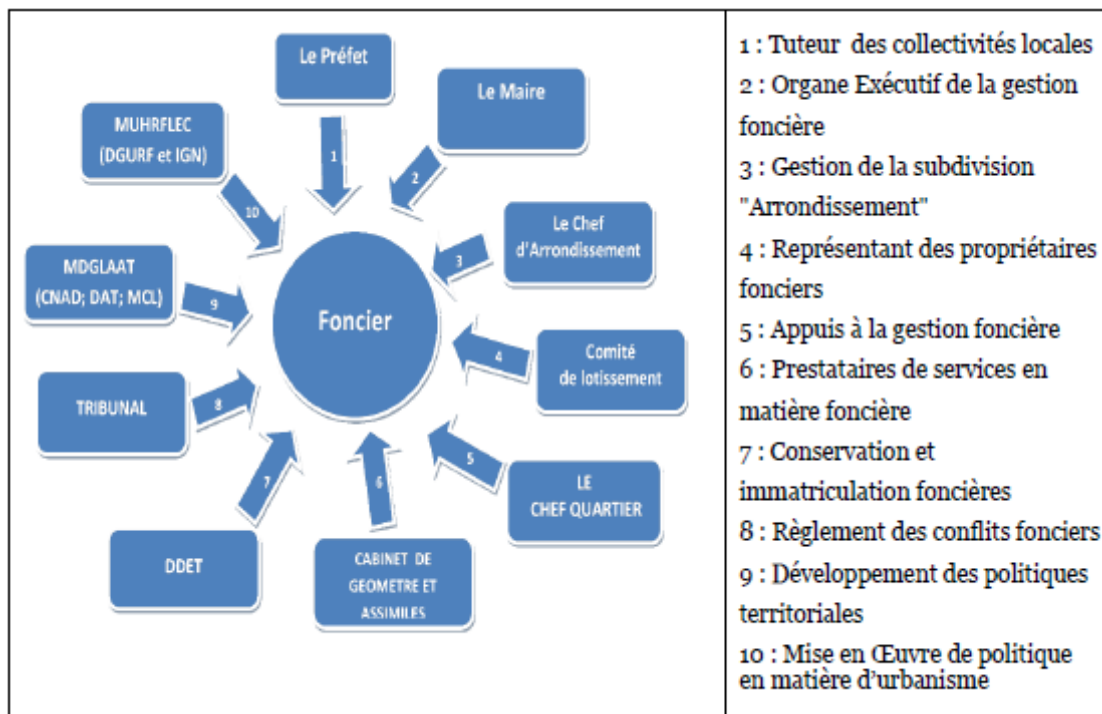 Le Préfet
Le Maire
MUHRFLEC
(DGURF et IGN)
1
2
10
Le Chef
d'Arrondissement
3
MDGLAAT
(CNAD; DAT; MCL)
9
Foncier
4
Comité
de lotissement
TRIBUNAL
8
5
LE
CHEF QUARTIER
7
6
DDET
CABINET DE
GEOMETRE ET
ASSIMILES
1 : Tuteur des collectivités locales
2 : Organe Exécutif de la gestion
foncière
3 : Gestion de la subdivision
"Arrondissement"
4 : Représentant des propriétaires
fonciers
5 : Appuis à la gestion foncière
6 : Prestataires de services en
matière foncière
7 : Conservation et
immatriculation foncières
8 : Règlement des conflits fonciers
9 : Développement des politiques
territoriales
10 : Mise en Œuvre de politique
en matière d'urbanisme